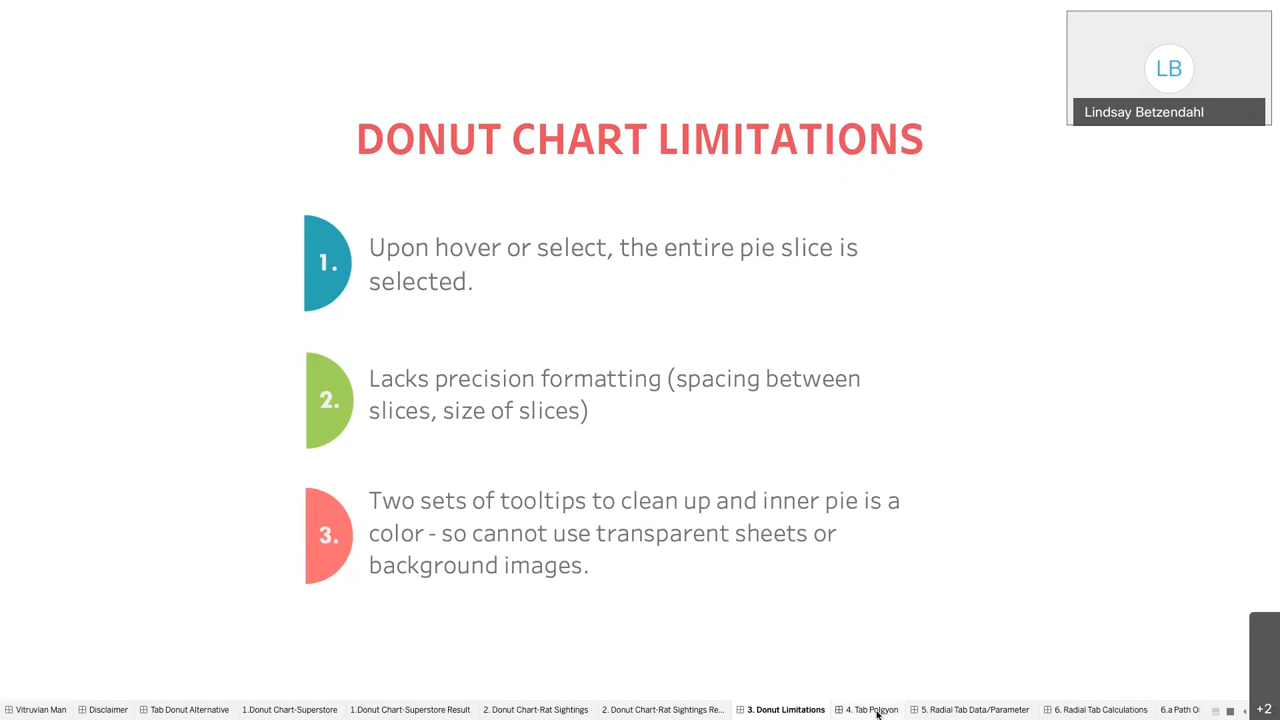 LB
Lindsay Betzendahl
DONUT CHART LIMITATIONS
1.
Upon hover or select, the entire pie slice is
selected.
2.
Lacks precision formatting (spacing between
slices, size of slices)
3.
Two sets of tooltips to clean up and inner pie is a
color - so cannot use transparent sheets or
background images.
Vitruvian Man
Disclaimer
Tab Donut Alternative
1.Donut Chart-Superstore
1.Donut Chart-Superstore Result
2. Donut Chart-Rat Sightings
2. Donut Chart-Rat Sightings Re...
3. Donut Limitations
4. Tab Polgyon
5. Radial Tab Data/Parameter
6. Radial Tab Calculations
6.a Path O
+2